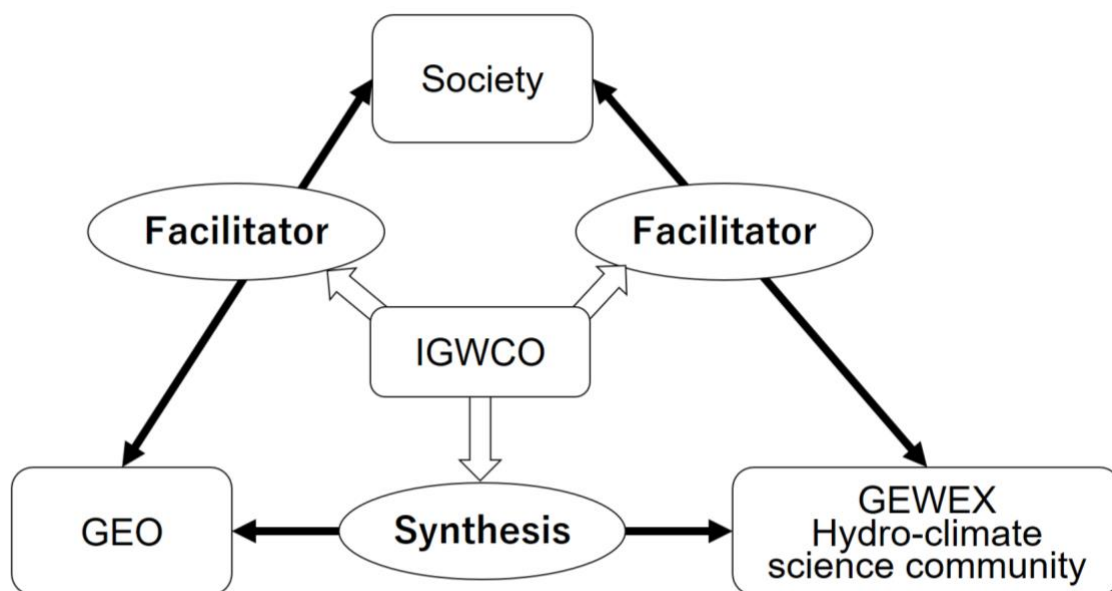 Society
Facilitator
Facilitator
IGWCO
GEO
Synthesis
GEWEX
Hydro-climate
science community